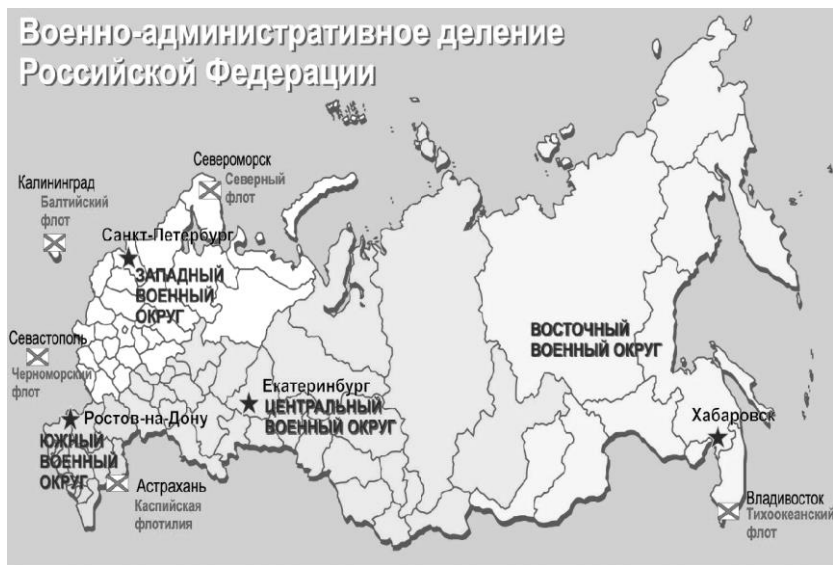 Военно-административное деление
Российской Федерации
Североморск
Северный
флот
Калининград
Балтийский
флот
Санкт-Петербург
ЗАПАДНЫЙ
ВОЕННЫЙ
ОКРУГ
Севастополь
Черноморский
флот
ВОСТОЧНЫЙ
ВОЕННЫЙ ОКРУГ
Екатеринбург
ЦЕНТРАЛЬНЫЙ
ВОЕННЫЙ ОКРУГ
Ростов-на-Дону
ЮЖНЫЙ
ВОЕННЫЙ
ОКРУГ
Хабаровск
Астрахань
Каспийская
флотилия
Владивосток
Тихоокеанский
флот